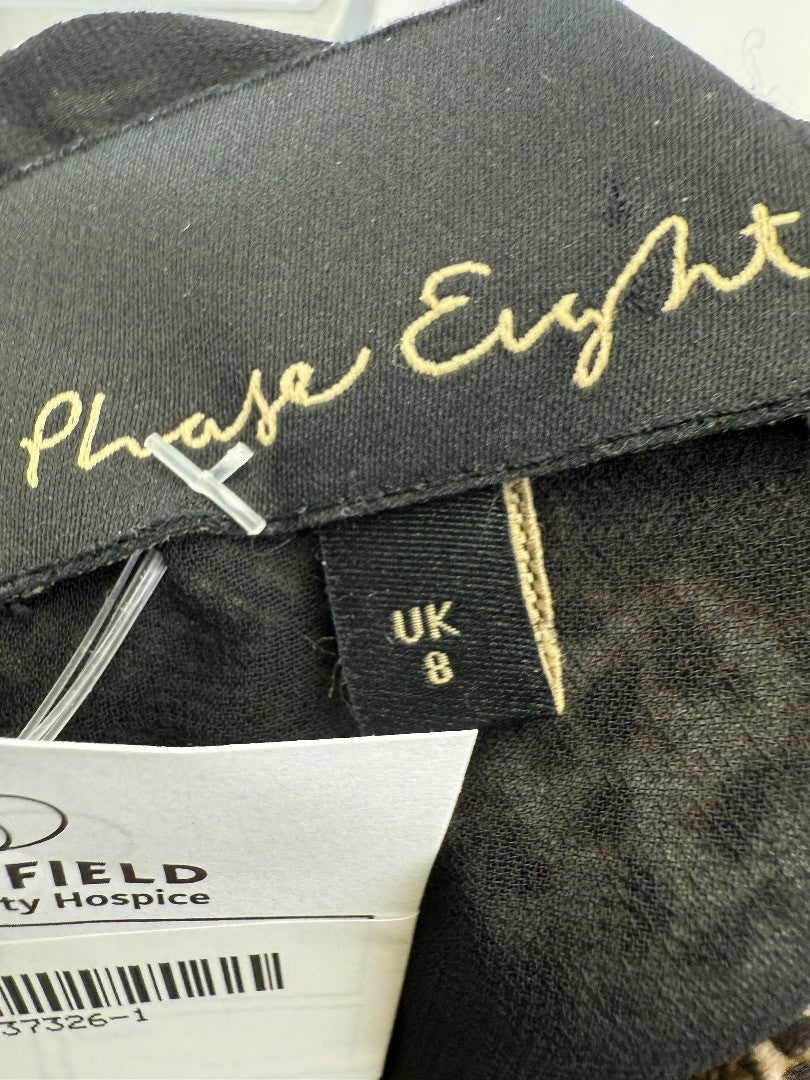 Phase Eight
UK
8
FIELD
ty Hospice
37326-1